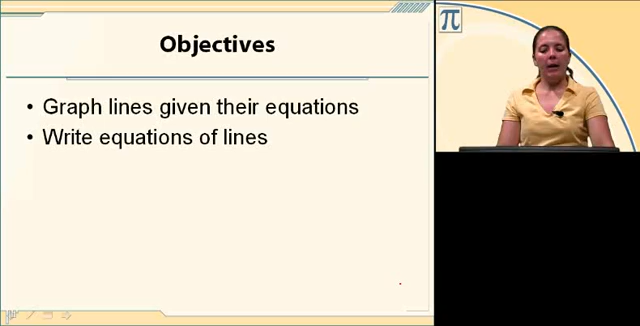 Objectives
• Graph lines given their equations
• Write equations of lines
π